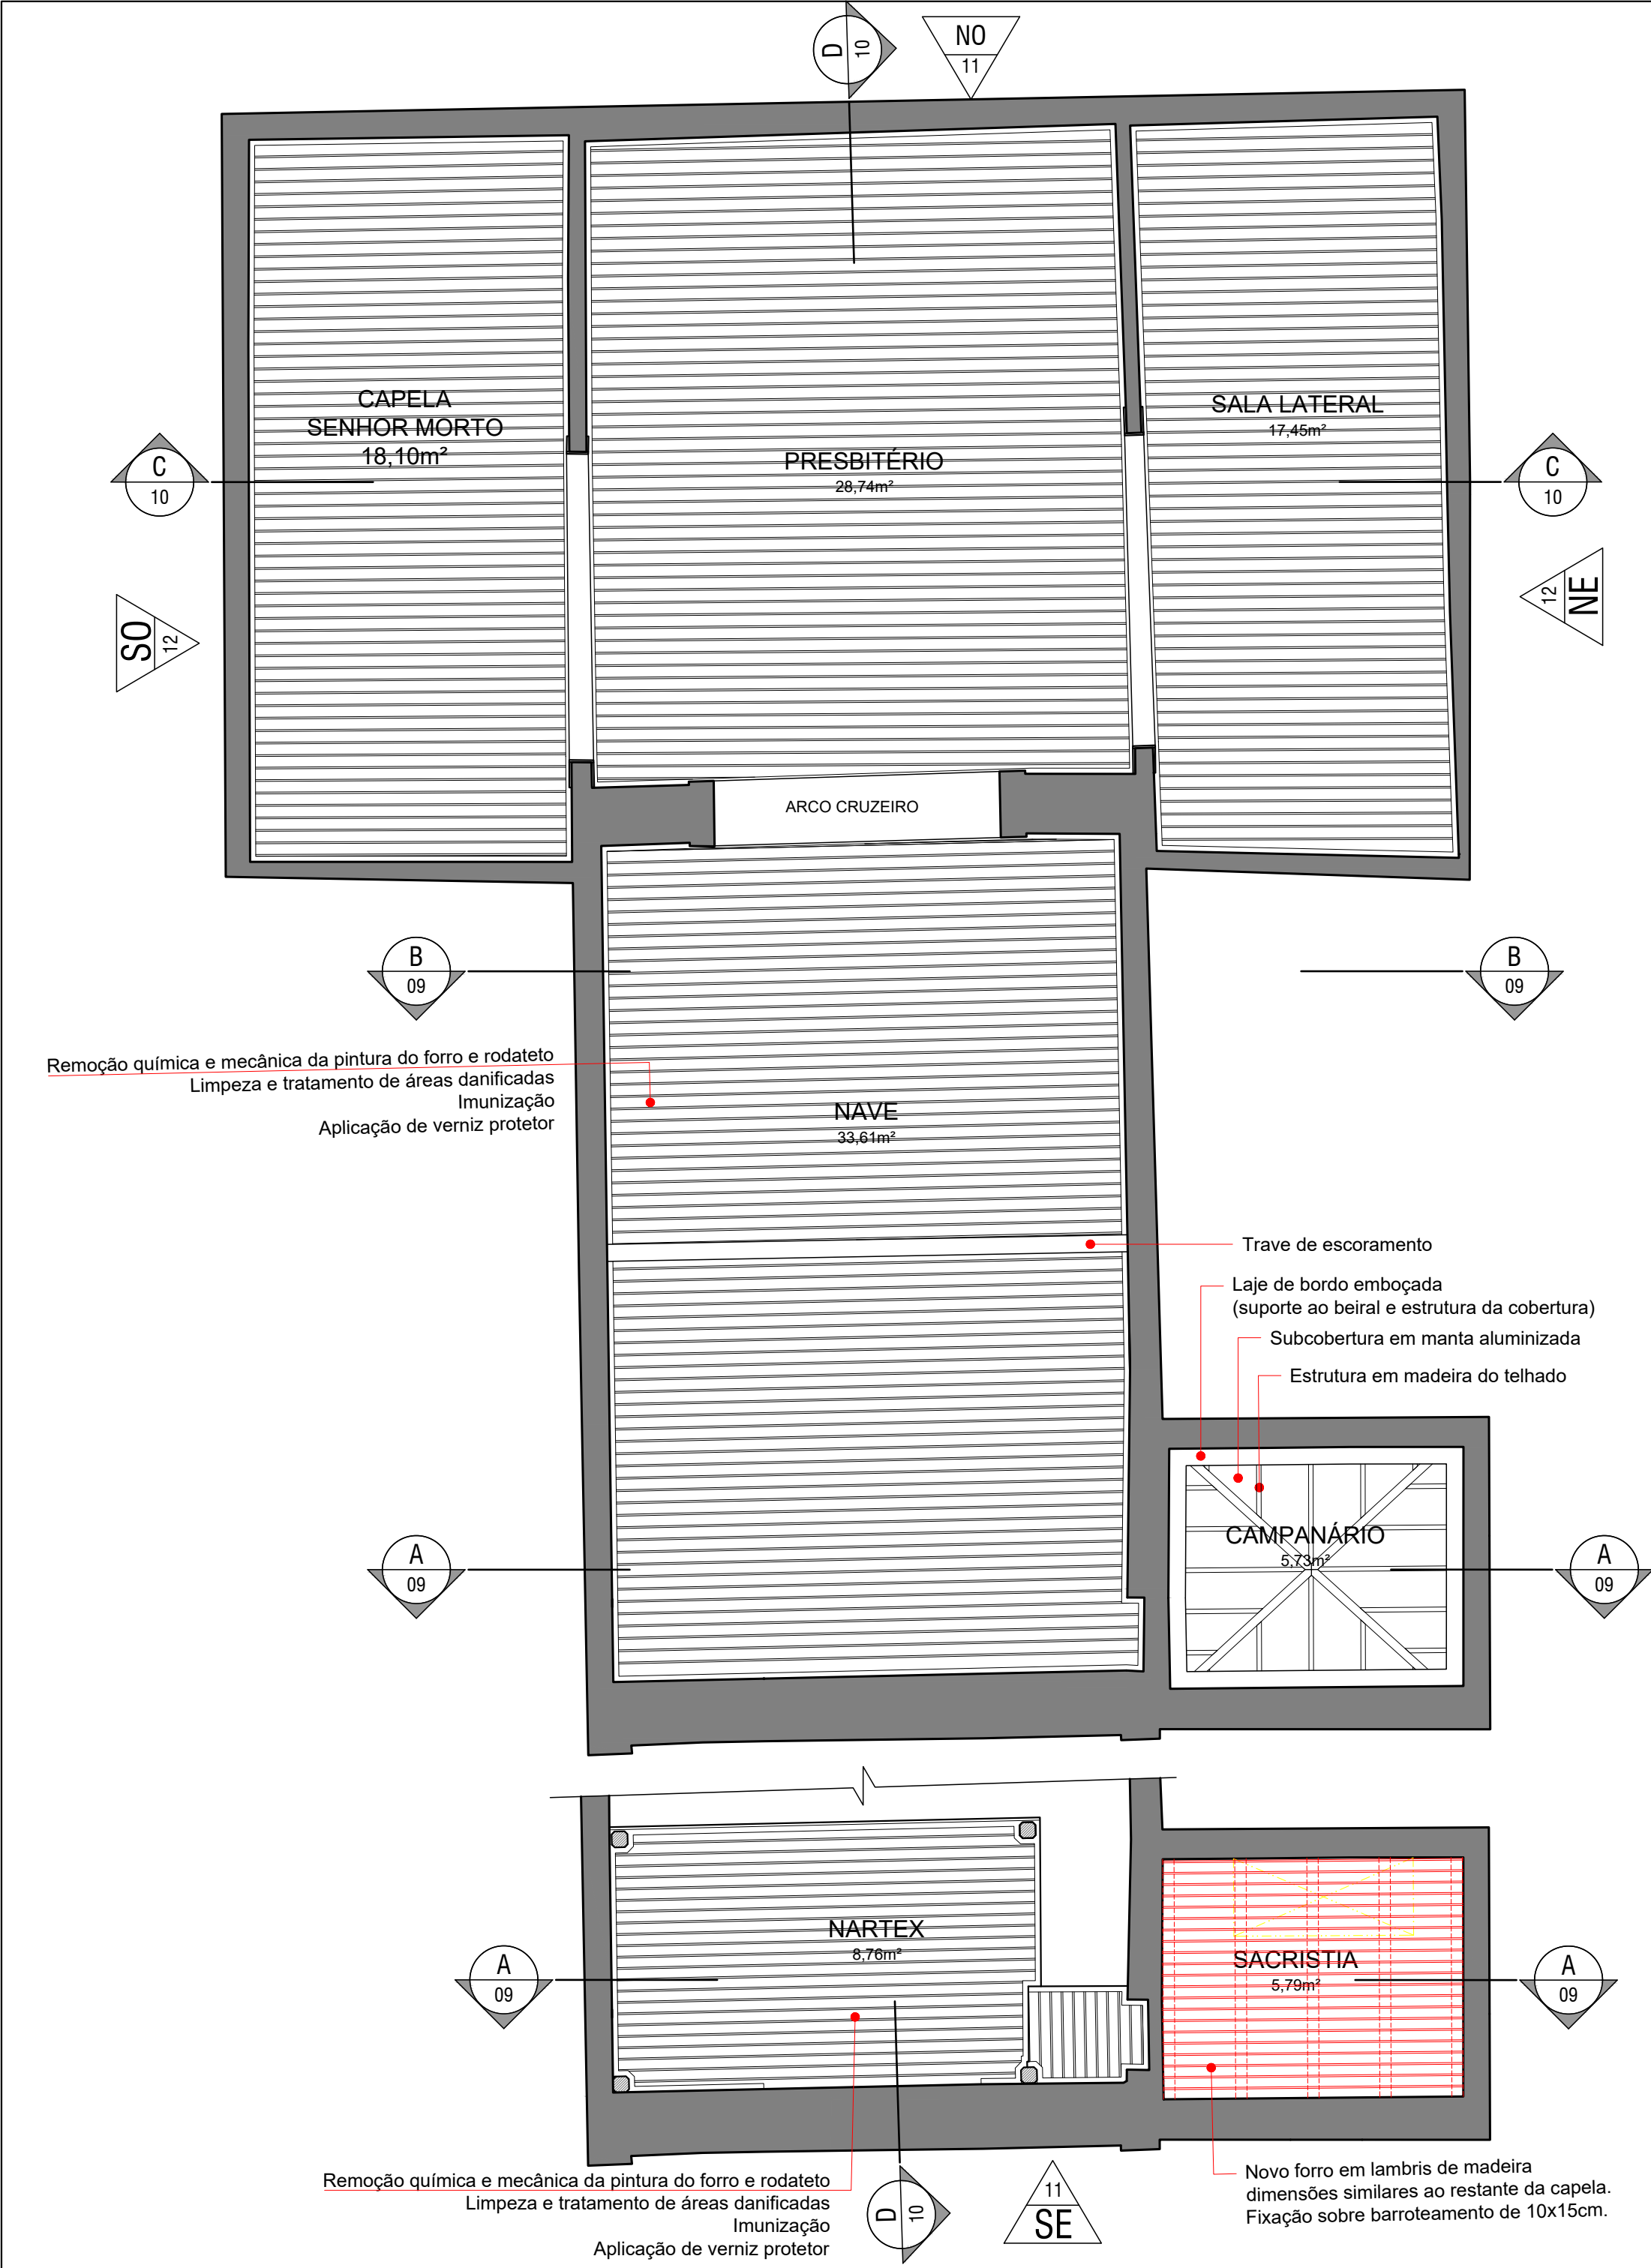 D
10
NO
11
CAPELA
SENHOR MORTO
18,10m²
SALA LATERAL
17,45m²
PRESBITÉRIO
28,74m²
C
10
C
10
SO
12
NE
12
ARCO CRUZEIRO
B
09
B
09
Remoção química e mecânica da pintura do forro e rodateto
Limpeza e tratamento de áreas danificadas
Imunização
Aplicação de verniz protetor
NAVE
33,61m²
Trave de escoramento
Laje de bordo emboçada
(suporte ao beiral e estrutura da cobertura)
Subcobertura em manta aluminizada
Estrutura em madeira do telhado
CAMPANÁRIO
5,73m²
A
09
A
09
NARTEX
8,76m²
SACRISTIA
5,79m²
A
09
A
09
Remoção química e mecânica da pintura do forro e rodateto
Limpeza e tratamento de áreas danificadas
Imunização
Aplicação de verniz protetor
D
10
11
SE
Novo forro em lambris de madeira
dimensões similares ao restante da capela.
Fixação sobre barroteamento de 10x15cm.